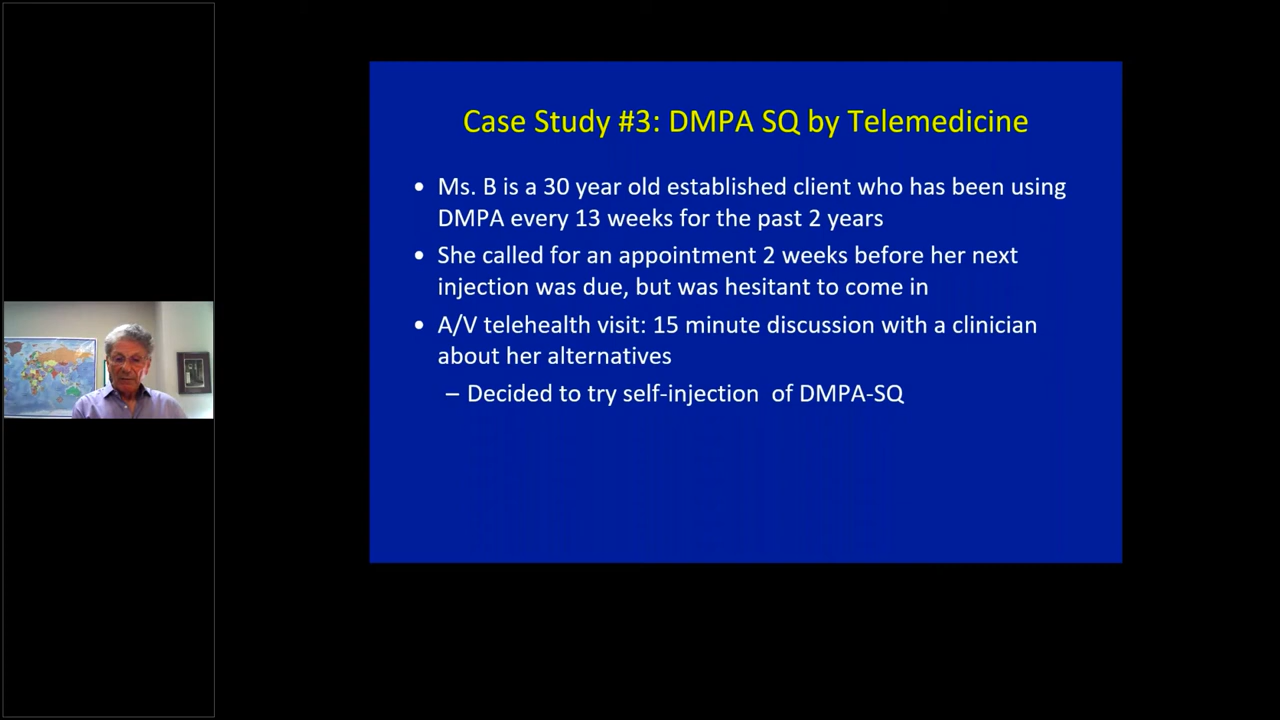 Case Study #3: DMPA SQ by Telemedicine
• Ms. B is a 30 year old established client who has been using
DMPA every 13 weeks for the past 2 years
• She called for an appointment 2 weeks before her next
injection was due, but was hesitant to come in
• A/V telehealth visit: 15 minute discussion with a clinician
about her alternatives
– Decided to try self-injection of DMPA-SQ